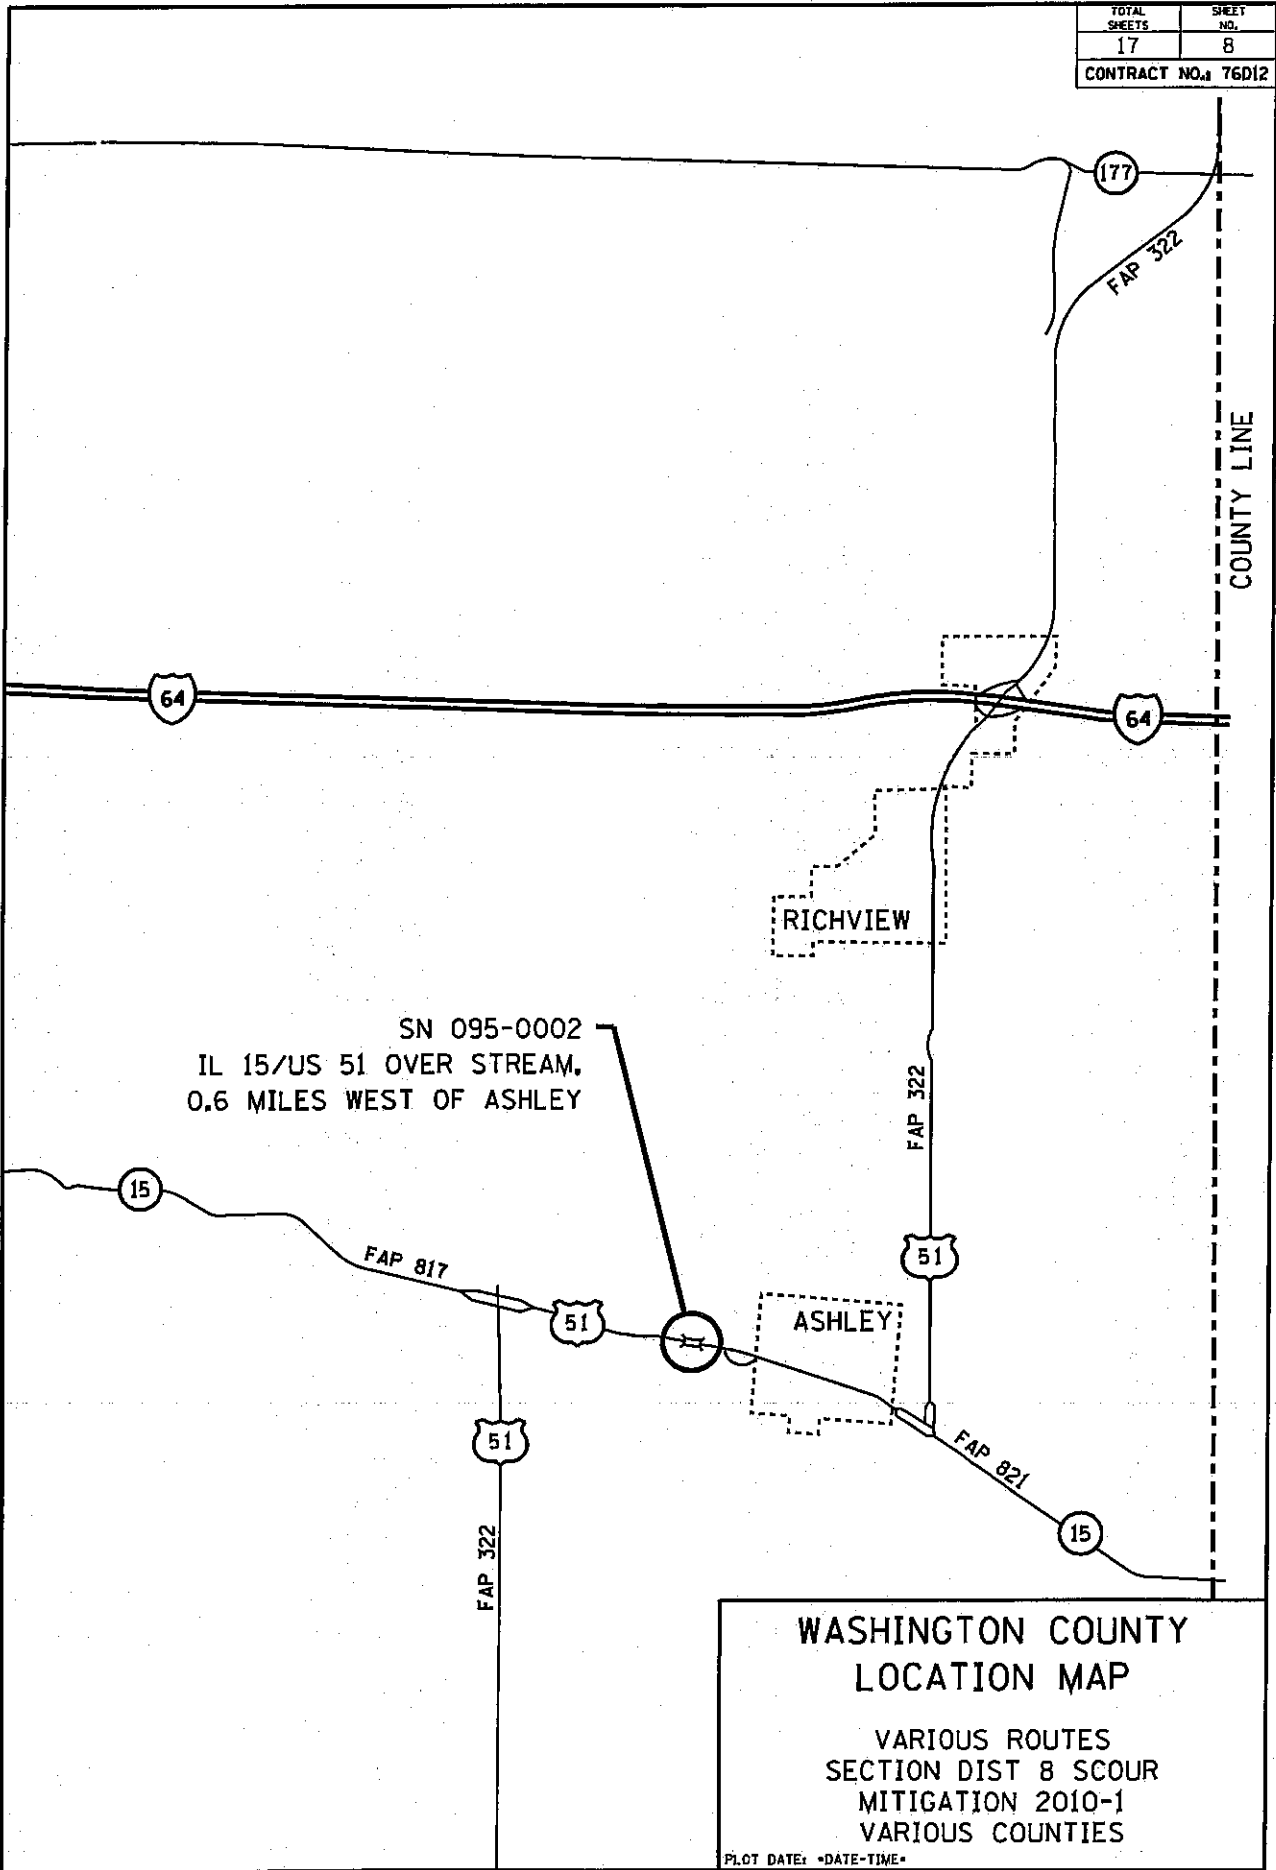 TOTAL SHEETS
SHEET NO.
17
8
CONTRACT NO.: 76D12
177
FAP 322
COUNTY LINE
64
64
RICHVIEW
SN 095-0002
IL 15/US 51 OVER STREAM,
0.6 MILES WEST OF ASHLEY
FAP 322
15
51
FAP 817
51
ASHLEY
51
FAP 821
15
FAP 322
WASHINGTON COUNTY
LOCATION MAP
VARIOUS ROUTES
SECTION DIST 8 SCOUR
MITIGATION 2010-1
VARIOUS COUNTIES
PLOT DATE: *DATE-TIME*